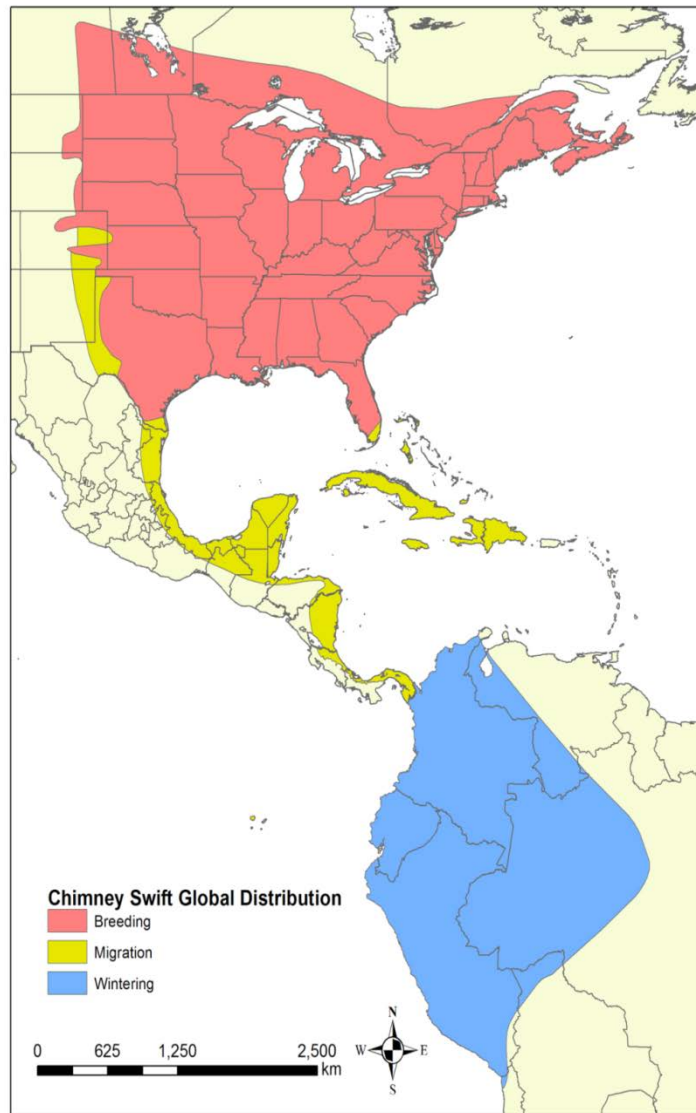 Chimney Swift Global Distribution
Breeding
Migration
Wintering
N
W E
S
0 625 1,250 2,500
km